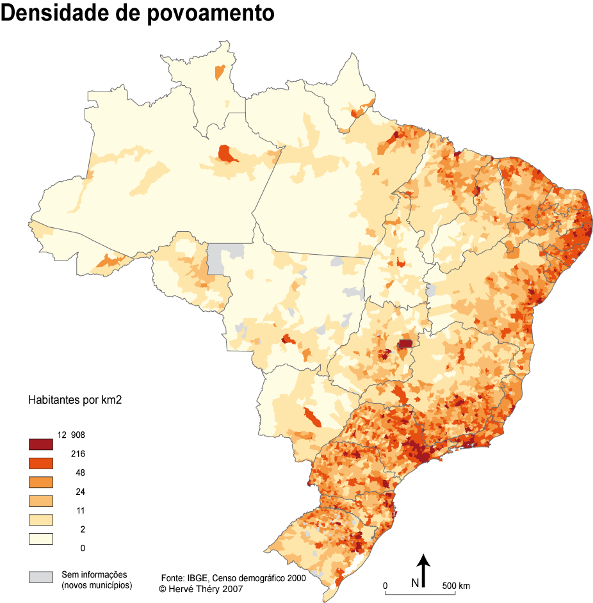 Densidade de povoamento
Habitantes por km2
12 908
216
48
24
11
2
0
Sem informações
(novos municípios)
Fonte: IBGE, Censo demográfico 2000
© Hervé Théry 2007
N
0 500 km